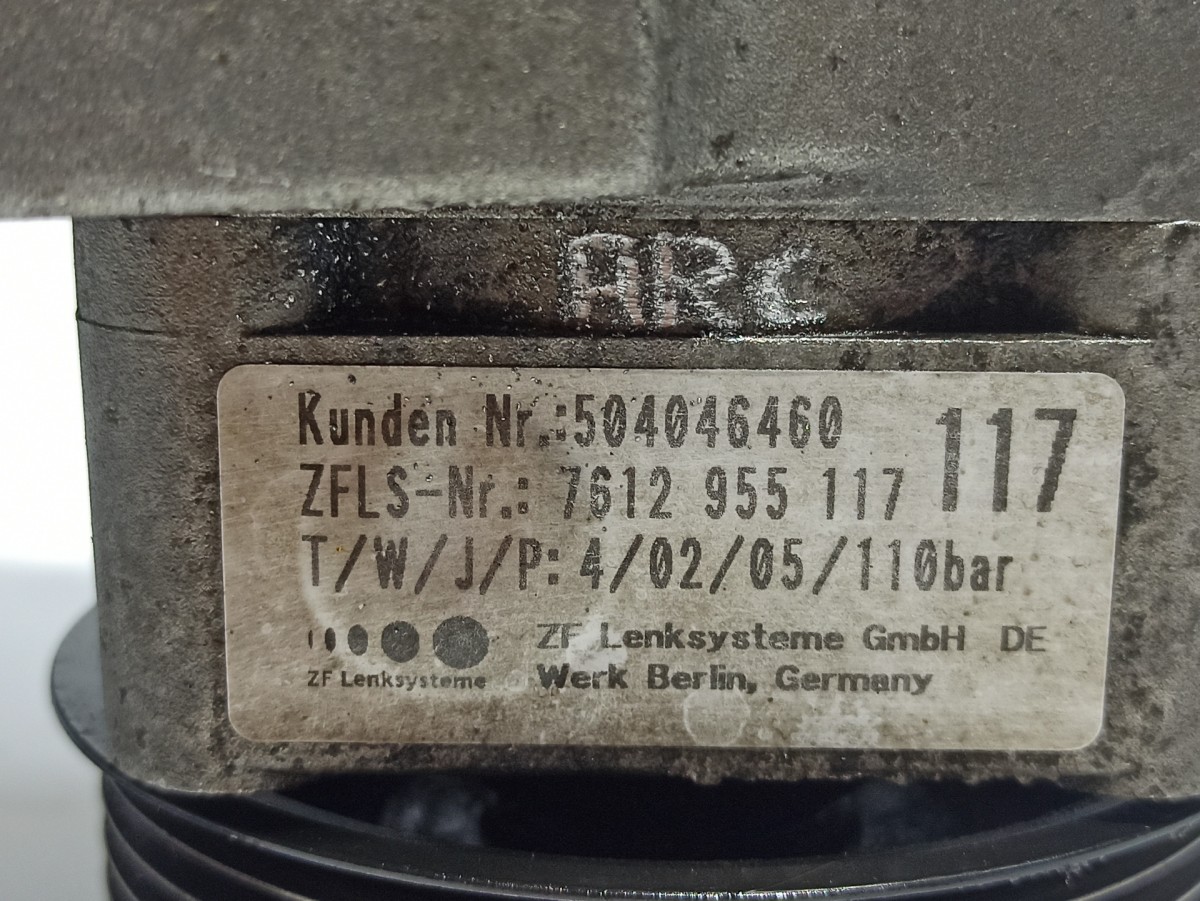 ARC
Kunden Nr.:504046460
117
ZFLS-Nr.: 7612 955 117
T/W/J/P: 4/02/05/110bar
ZF Lenksysteme GmbH DE
ZF Lenksysteme
Werk Berlin, Germany